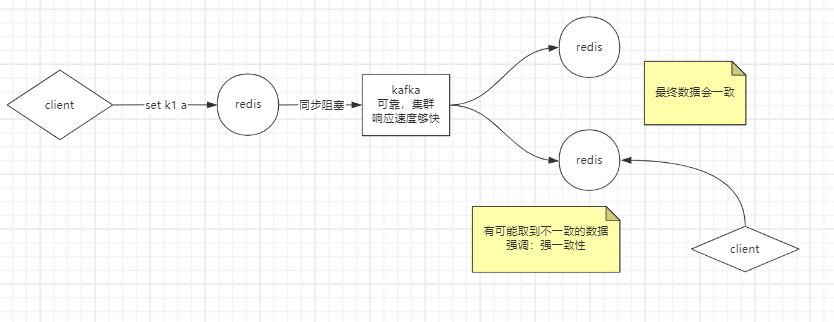 client
set k1 a
redis
同步阻塞
kafka
可靠，集群
响应速度够快
redis
最终数据会一致
redis
有可能取到不一致的数据
强调：强一致性
client